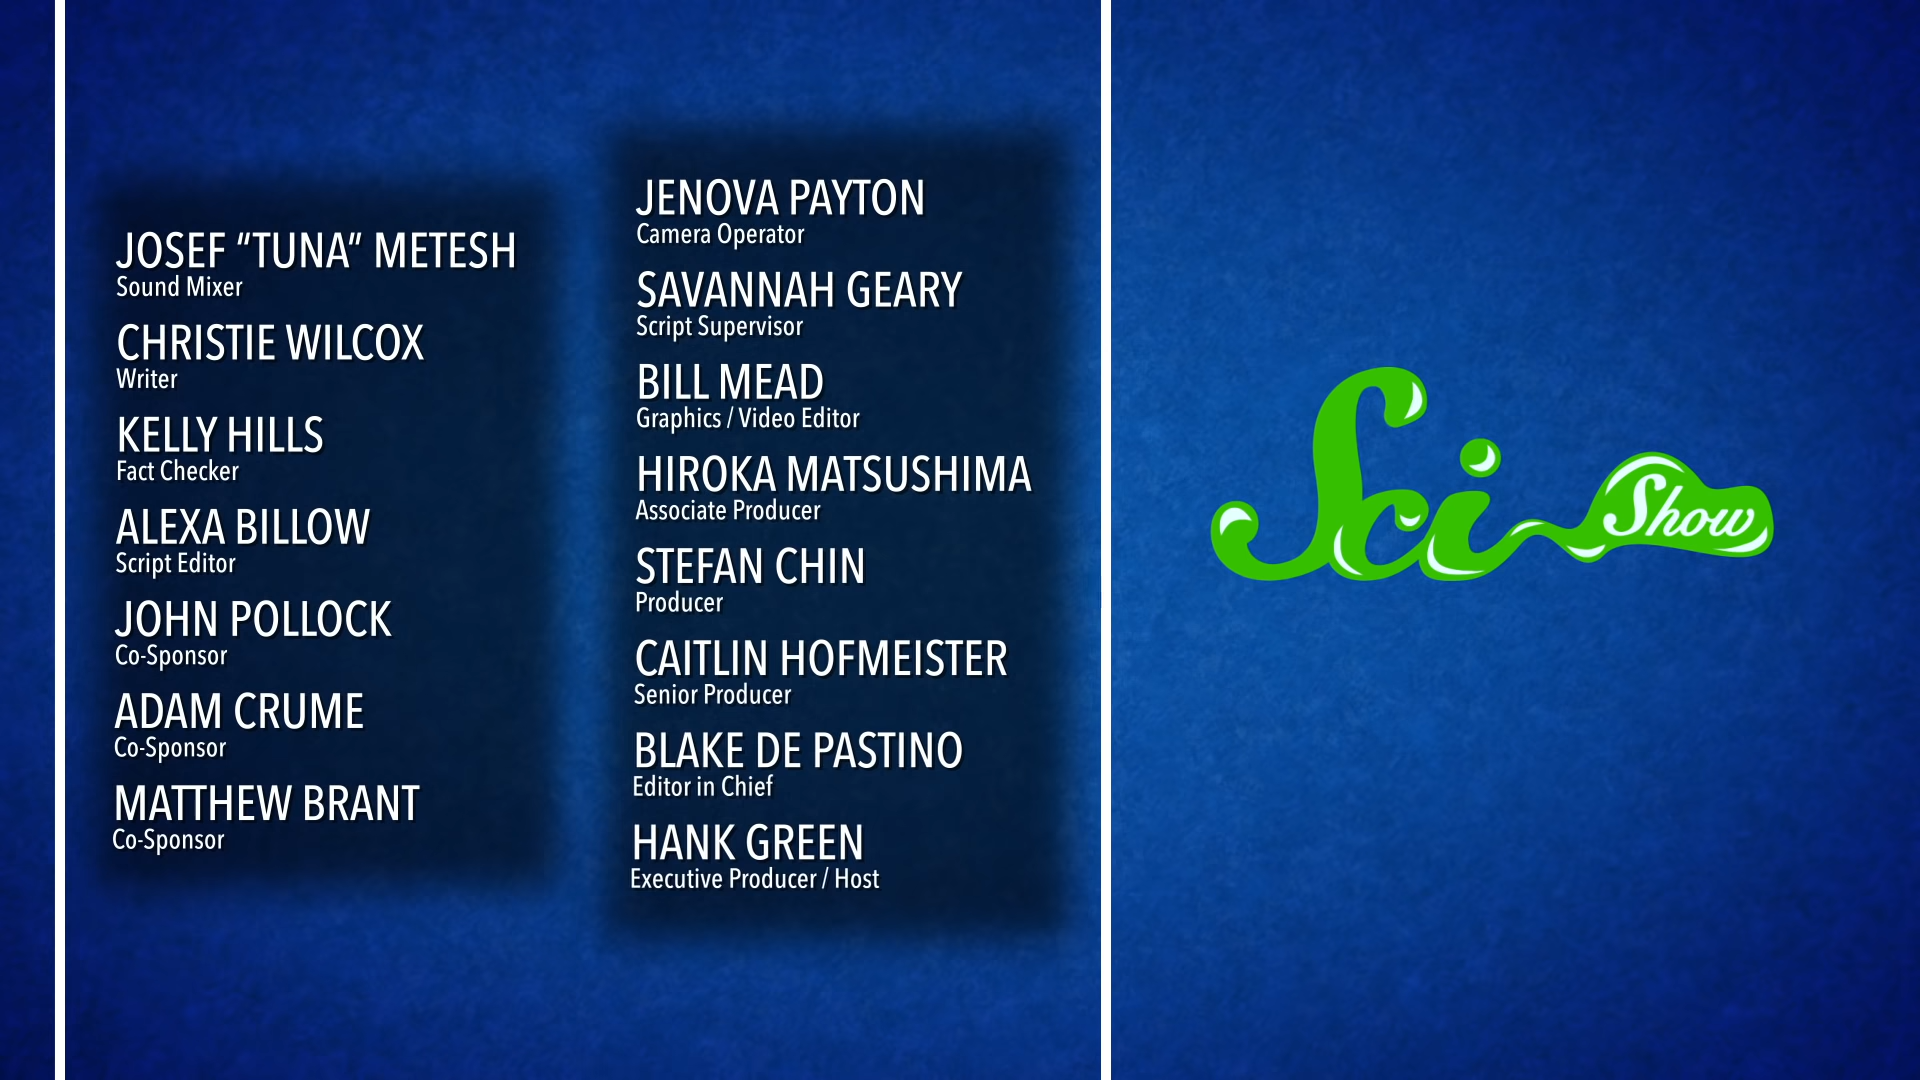 JOSEF “TUNA” METESH
Sound Mixer
CHRISTIE WILCOX
Writer
KELLY HILLS
Fact Checker
ALEXA BILLOW
Script Editor
JOHN POLLOCK
Co-Sponsor
ADAM CRUME
Co-Sponsor
MATTHEW BRANT
Co-Sponsor
JENOVA PAYTON
Camera Operator
SAVANNAH GEARY
Script Supervisor
BILL MEAD
Graphics / Video Editor
HIROKA MATSUSHIMA
Associate Producer
STEFAN CHIN
Producer
CAITLIN HOFMEISTER
Senior Producer
BLAKE DE PASTINO
Editor in Chief
HANK GREEN
Executive Producer / Host
Sci Show